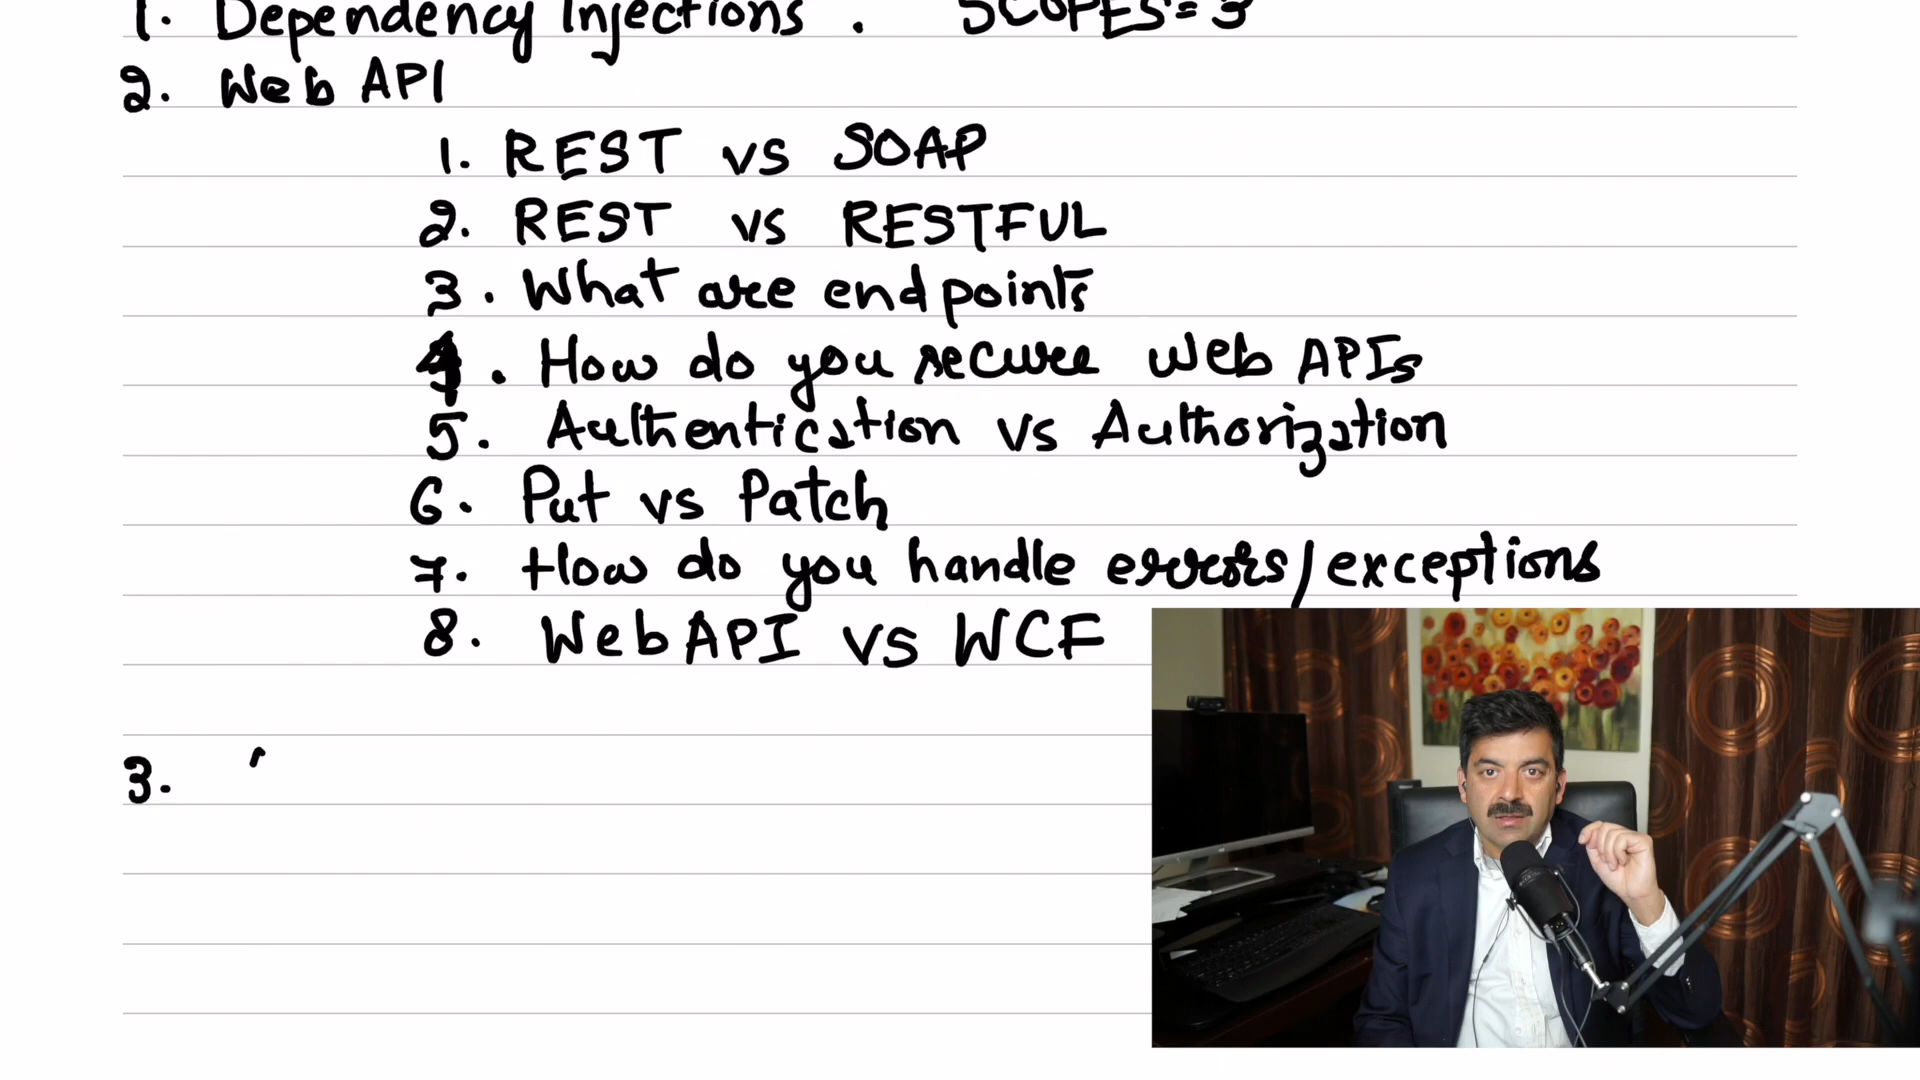 1. Dependency Injections . SCOPES = 3
2. Web API
1. REST vs SOAP
2. REST vs RESTFUL
3. What are endpoints
4. How do you secure Web APIs
5. Authentication vs Authorization
6. Put vs Patch
7. How do you handle errors/exceptions
8. Web API vs WCF
3.